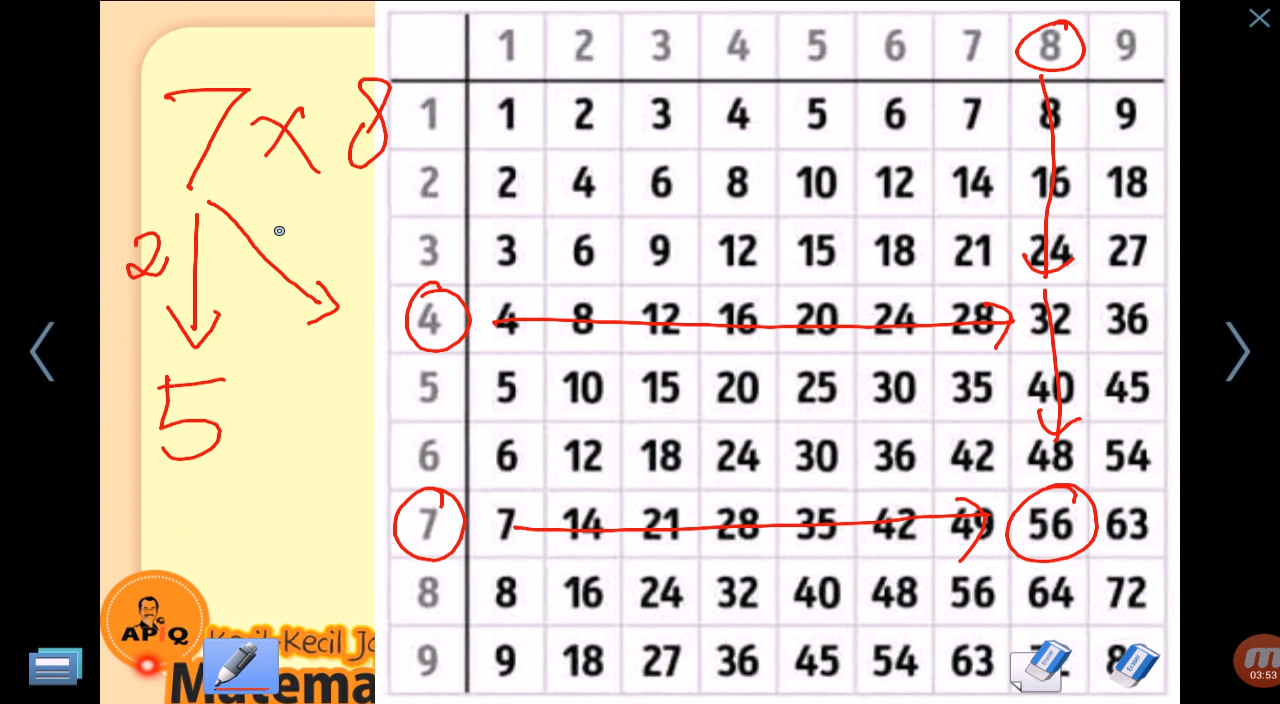 7 x 8
2
5
1 2 3 4 5 6 7 8 9
1 1 2 3 4 5 6 7 8 9
2 2 4 6 8 10 12 14 16 18
3 3 6 9 12 15 18 21 24 27
4 4 8 12 16 20 24 28 32 36
5 5 10 15 20 25 30 35 40 45
6 6 12 18 24 30 36 42 48 54
7 7 14 21 28 35 42 49 56 63
8 8 16 24 32 40 48 56 64 72
9 9 18 27 36 45 54 63
APIQ
Eraser
Eraser
03:53